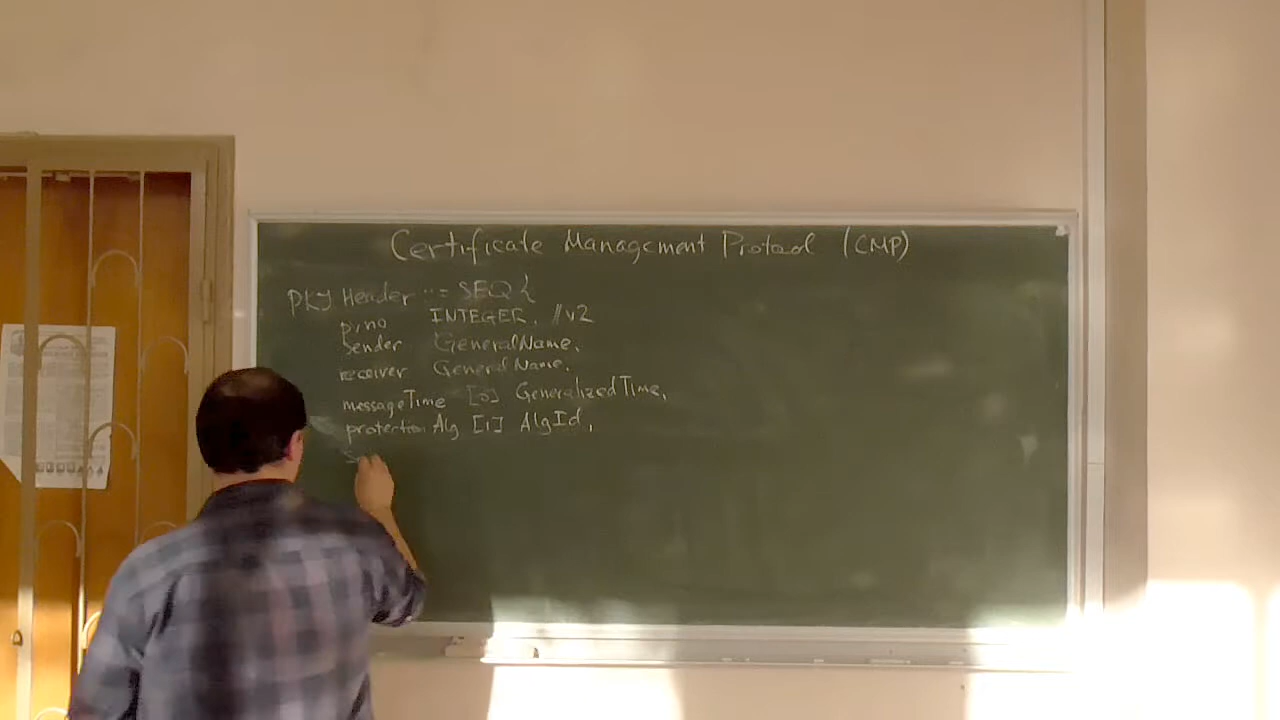 Certificate Management Protocol (CMP)
PKI Header ::= SEQ {
pvno INTEGER, //v2
sender GeneralName,
receiver GeneralName,
messageTime [0] GeneralizedTime,
protectionAlg [1] AlgId,